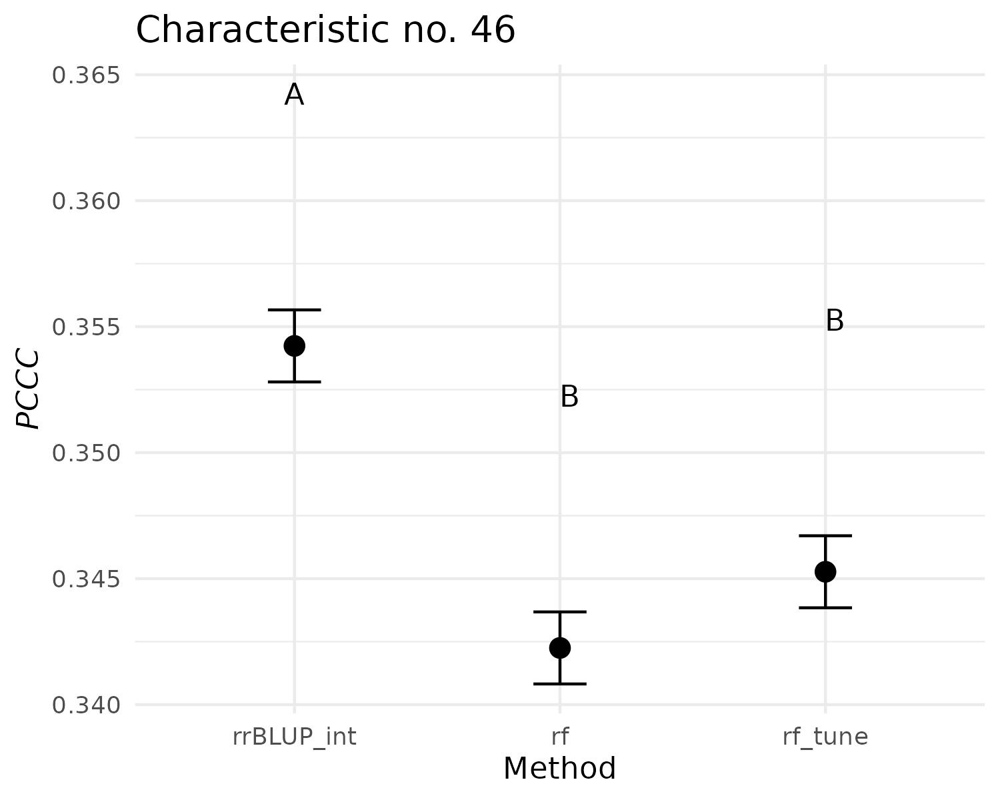 Characteristic no. 46
0.365
A
0.360
0.355
B
B
PCCC
0.350
0.345
0.340
rrBLUP_int
rf
rf_tune
Method